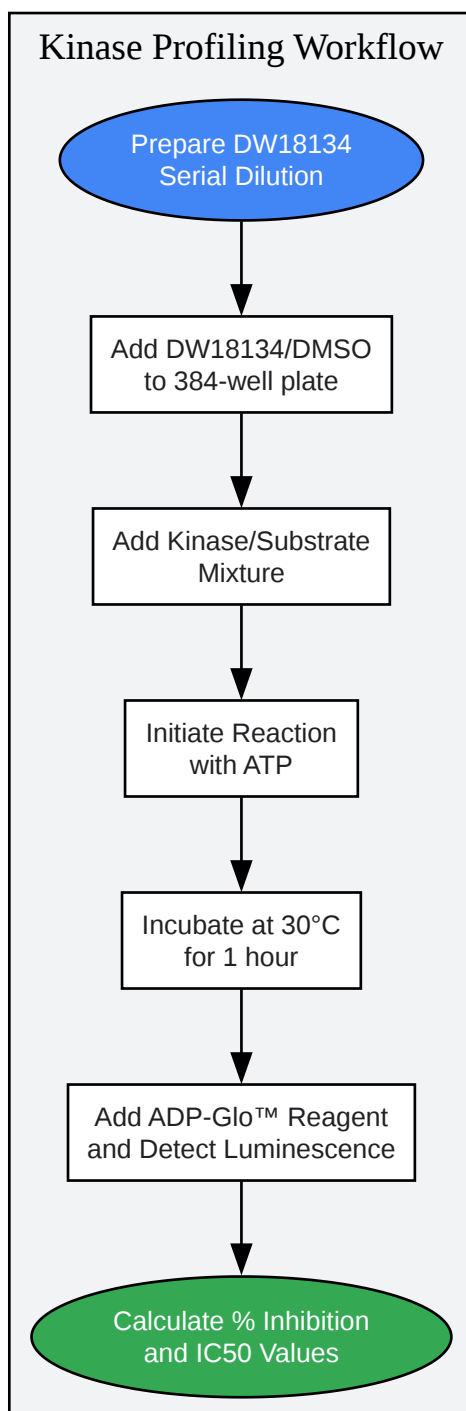 Kinase Profiling Workflow
Prepare DW18134
Serial Dilution
Add DW18134/DMSO
to 384-well plate
Add Kinase/Substrate
Mixture
Initiate Reaction
with ATP
Incubate at 30°C
for 1 hour
Add ADP-Glo™ Reagent
and Detect Luminescence
Calculate % Inhibition
and IC50 Values